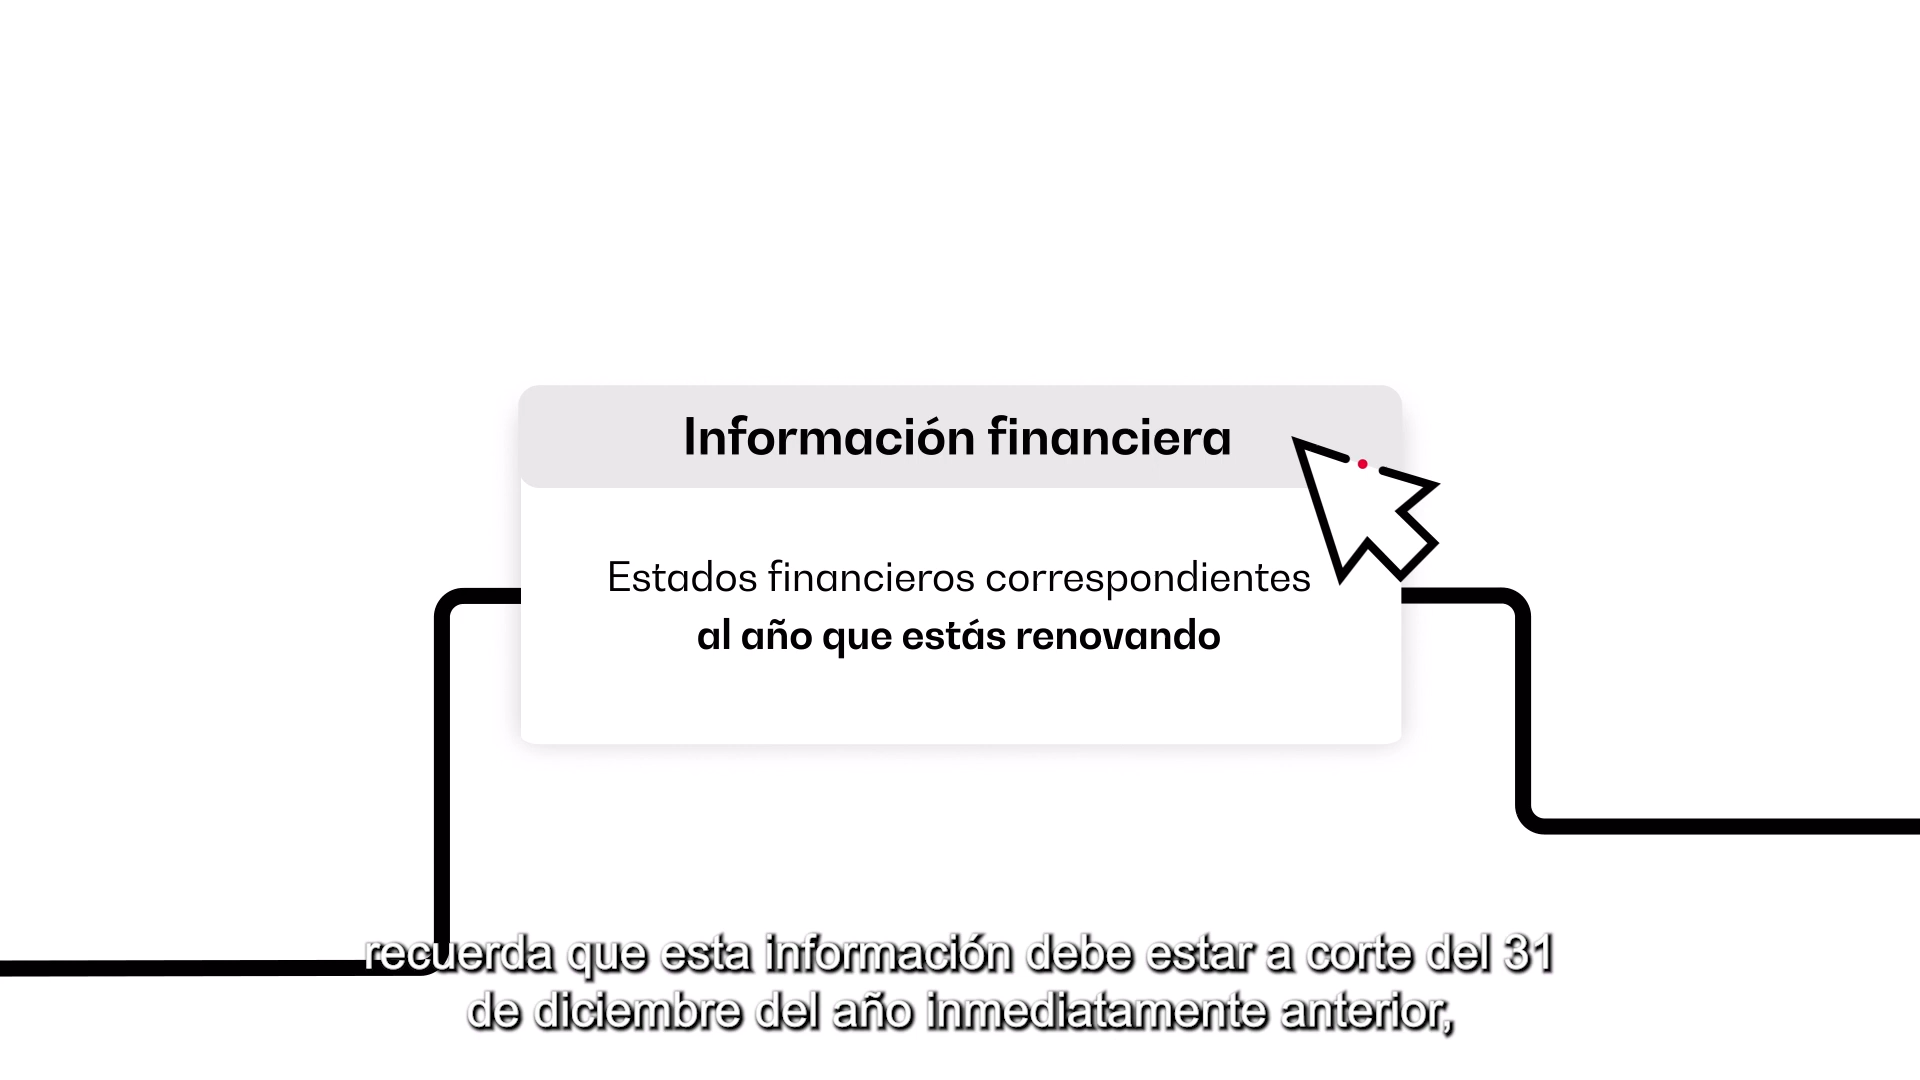 Información financiera
Estados financieros correspondientes
al año que estás renovando
recuerda que esta información debe estar a corte del 31
de diciembre del año inmediatamente anterior,